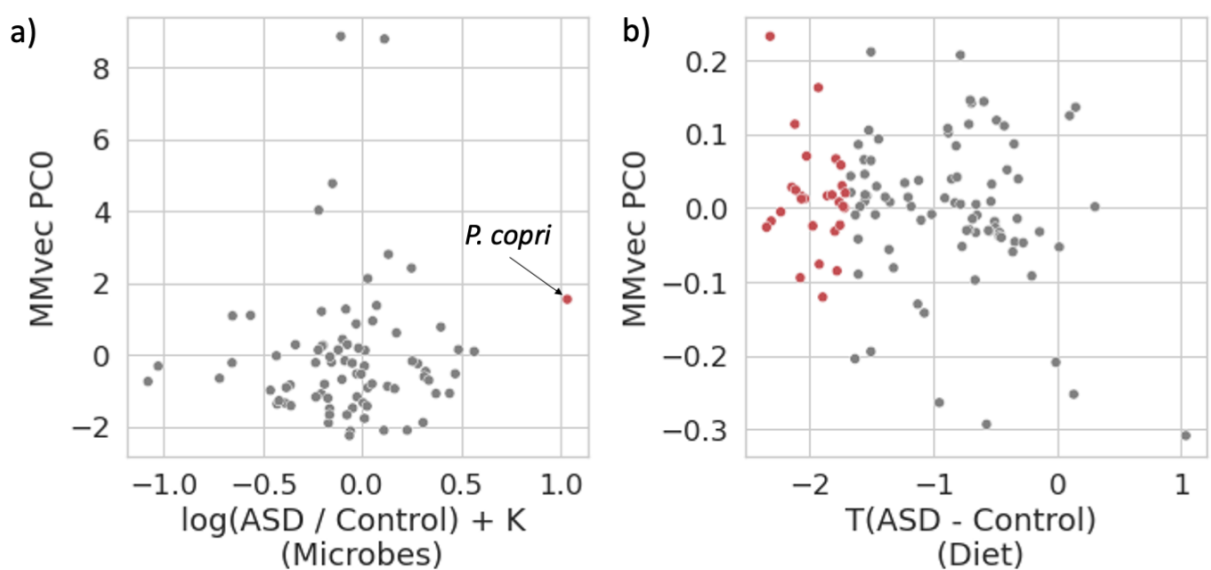 a)
MMvec PC0
8
6
4
2
0
−2
P. copri
−1.0 −0.5 0.0 0.5 1.0
log(ASD / Control) + K
(Microbes)
b)
MMvec PC0
0.2
0.1
0.0
−0.1
−0.2
−0.3
−2 −1 0 1
T(ASD - Control)
(Diet)